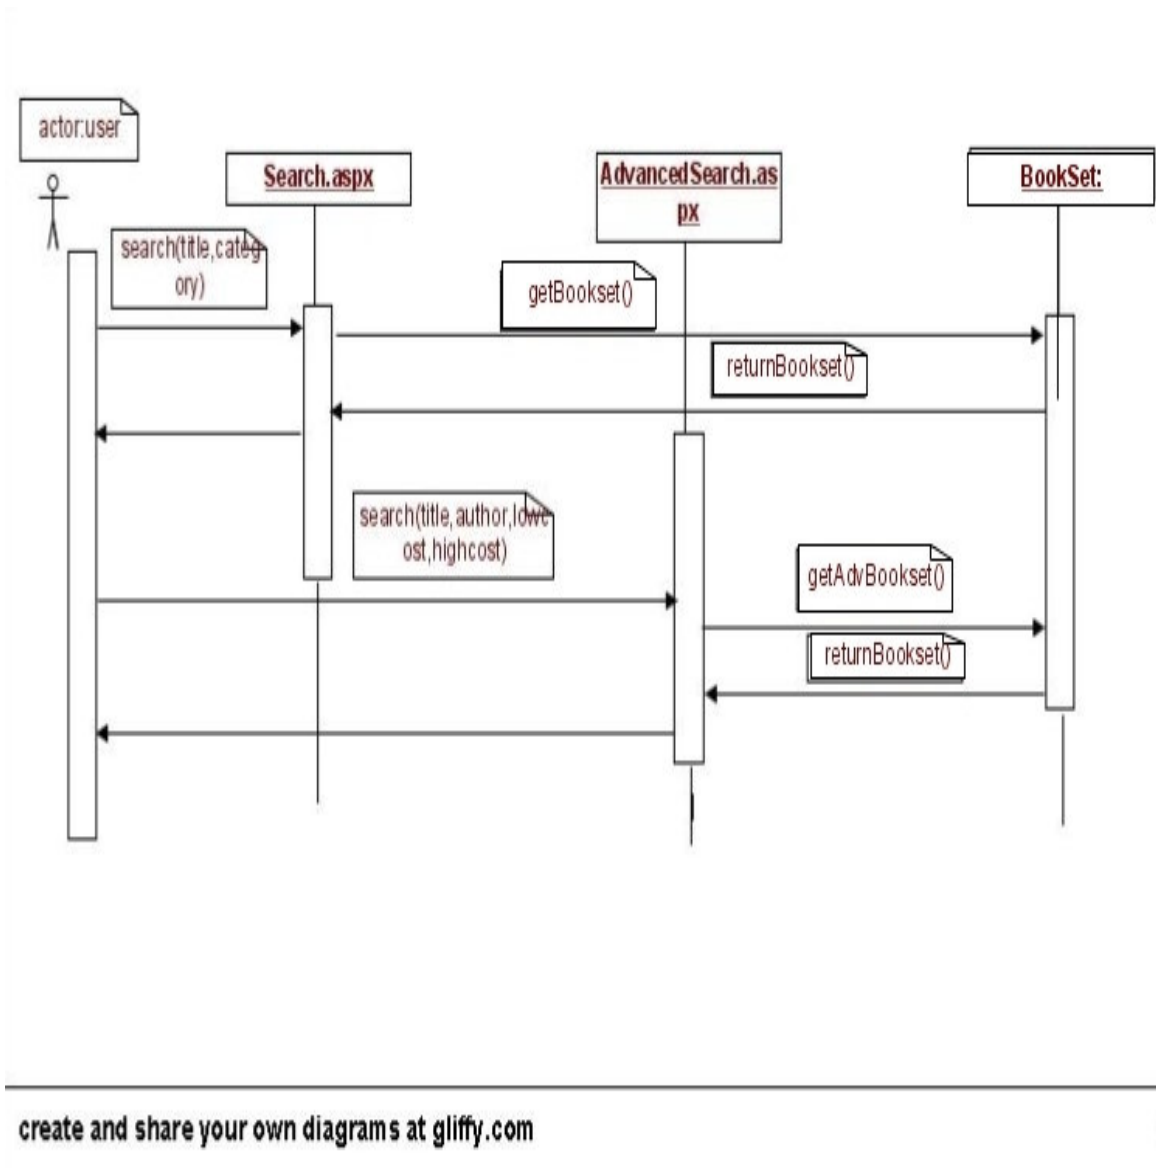 actor:user
Search.aspx
AdvancedSearch.as
px
BookSet:
search(title,categ
ory)
getBookset()
returnBookset()
search(title,author,lowc
ost,highcost)
getAdvBookset()
returnBookset()
create and share your own diagrams at gliffy.com